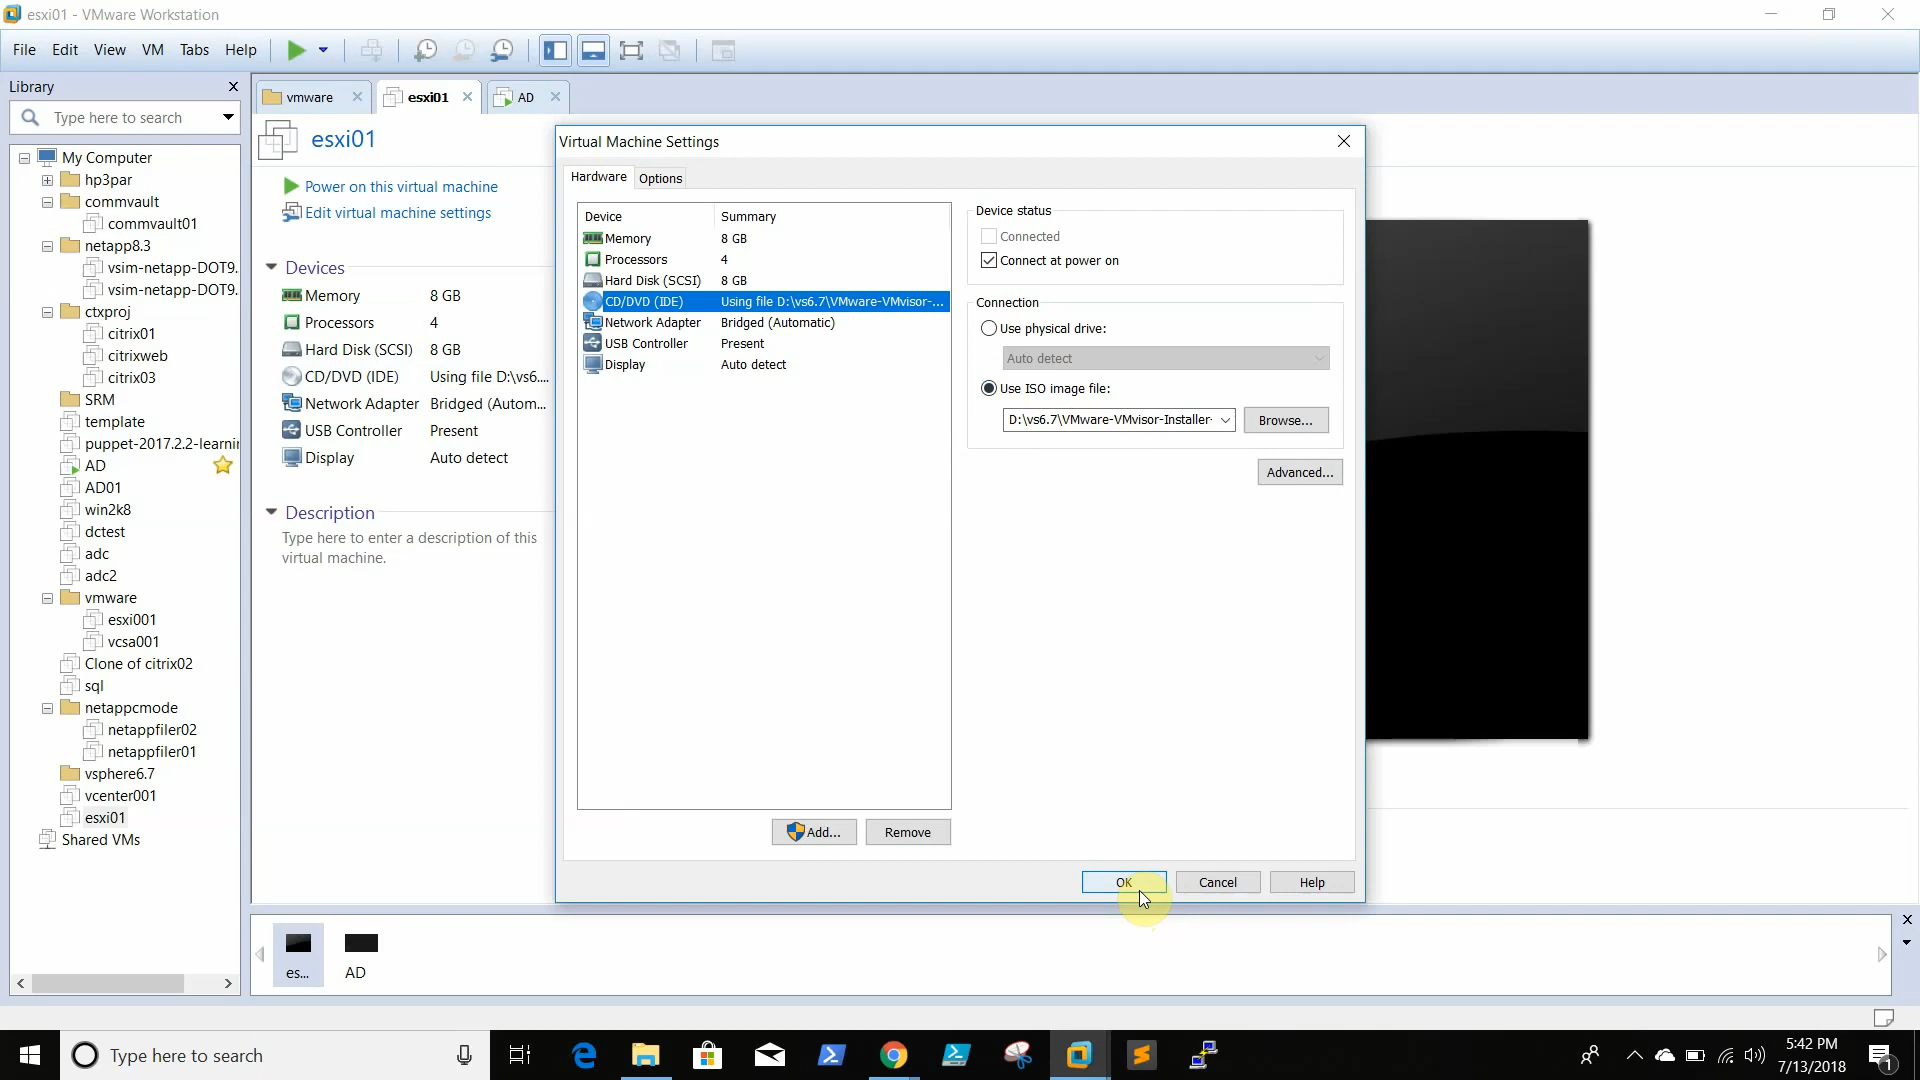 esxi01 - VMware Workstation
File Edit View VM Tabs Help
Library
Type here to search
My Computer
hp3par
commvault
commvault01
netapp8.3
vsim-netapp-DOT9.
vsim-netapp-DOT9.
ctxproj
citrix01
citrixweb
citrix03
SRM
template
puppet-2017.2.2-learnin
AD
AD01
win2k8
dctest
adc
adc2
vmware
esxi001
vcsa001
Clone of citrix02
sql
netappcmode
netappfiler02
netappfiler01
vsphere6.7
vcenter001
esxi01
Shared VMs
vmware
esxi01
AD
esxi01
Power on this virtual machine
Edit virtual machine settings
Devices
Memory 8 GB
Processors 4
Hard Disk (SCSI) 8 GB
CD/DVD (IDE) Using file D:\vs6....
Network Adapter Bridged (Autom...
USB Controller Present
Display Auto detect
Description
Type here to enter a description of this
virtual machine.
Virtual Machine Settings
Hardware Options
Device Summary
Memory 8 GB
Processors 4
Hard Disk (SCSI) 8 GB
CD/DVD (IDE) Using file D:\vs6.7\VMware-VMvisor-...
Network Adapter Bridged (Automatic)
USB Controller Present
Display Auto detect
Add... Remove
Device status
Connected
Connect at power on
Connection
Use physical drive:
Auto detect
Use ISO image file:
D:\vs6.7\VMware-VMvisor-Installer-
Browse...
Advanced...
OK Cancel Help
es...
AD
Type here to search
5:42 PM
7/13/2018
1